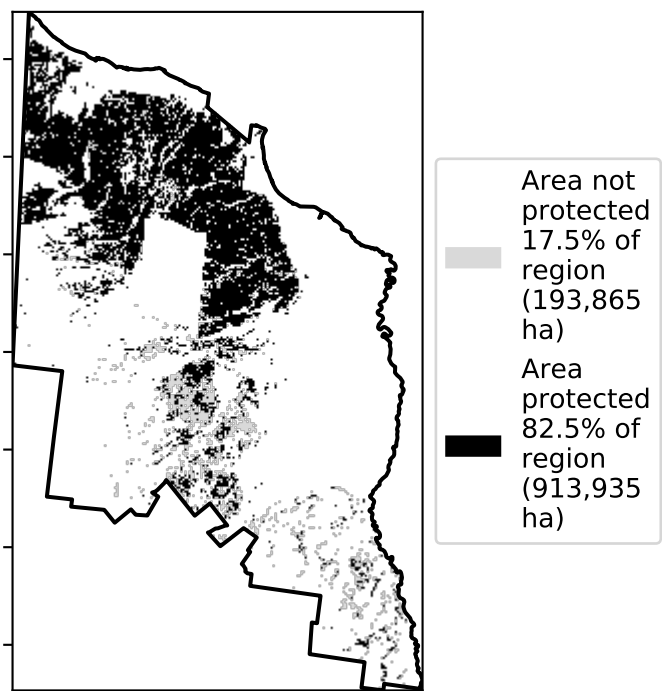 Area not
protected
17.5% of
region
(193,865
ha)
Area
protected
82.5% of
region
(913,935
ha)